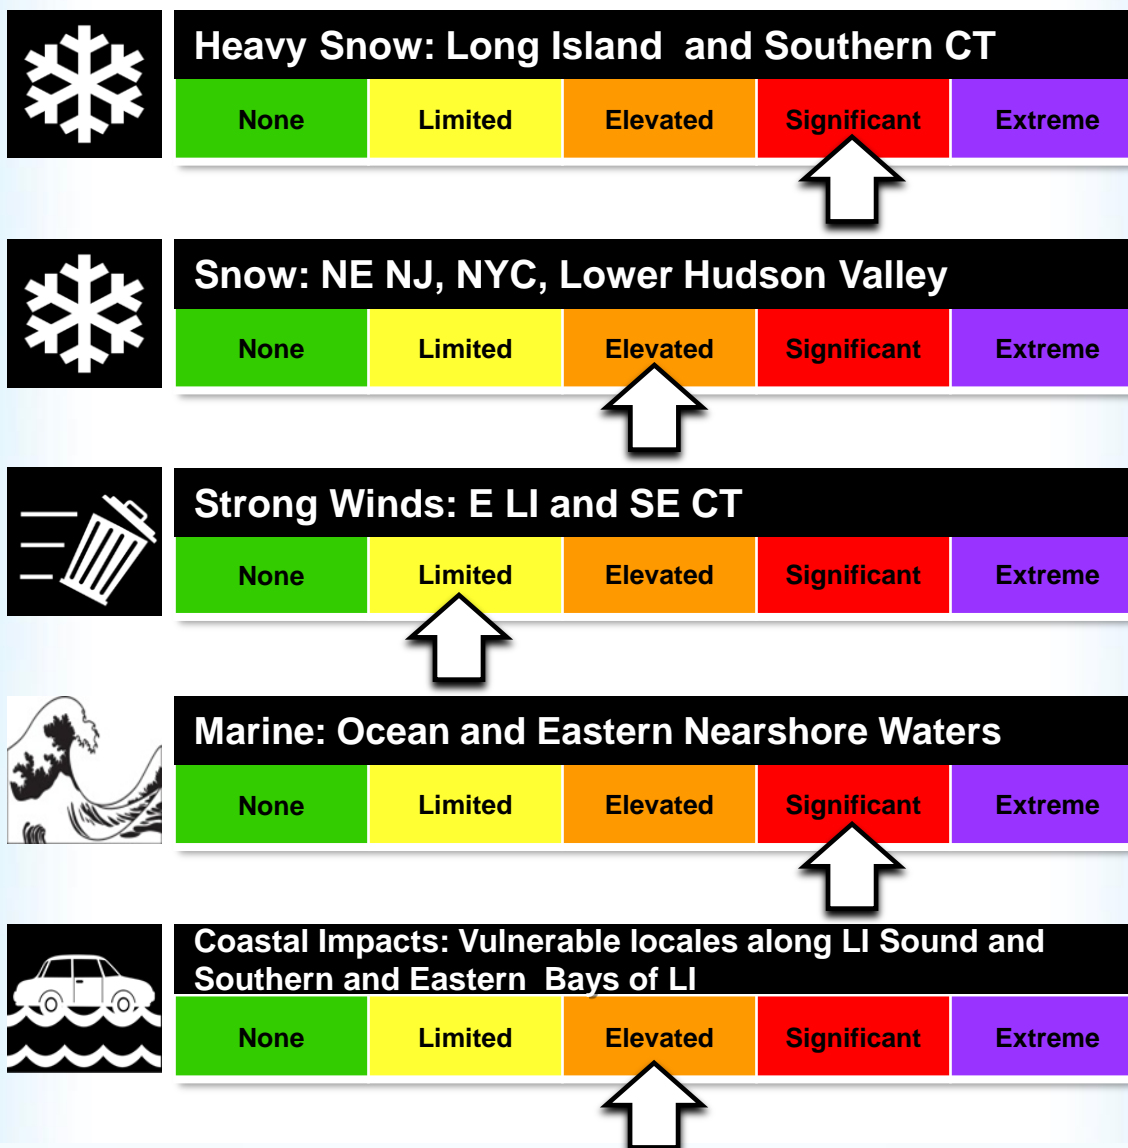 Heavy Snow: Long Island  and Southern CT
None Limited Elevated Significant Extreme
Snow: NE NJ, NYC, Lower Hudson Valley
None Limited Elevated Significant Extreme
Strong Winds: E LI and SE CT
None Limited Elevated Significant Extreme
Marine: Ocean and Eastern Nearshore Waters
None Limited Elevated Significant Extreme
Coastal Impacts: Vulnerable locales along LI Sound and
Southern and Eastern  Bays of LI
None Limited Elevated Significant Extreme